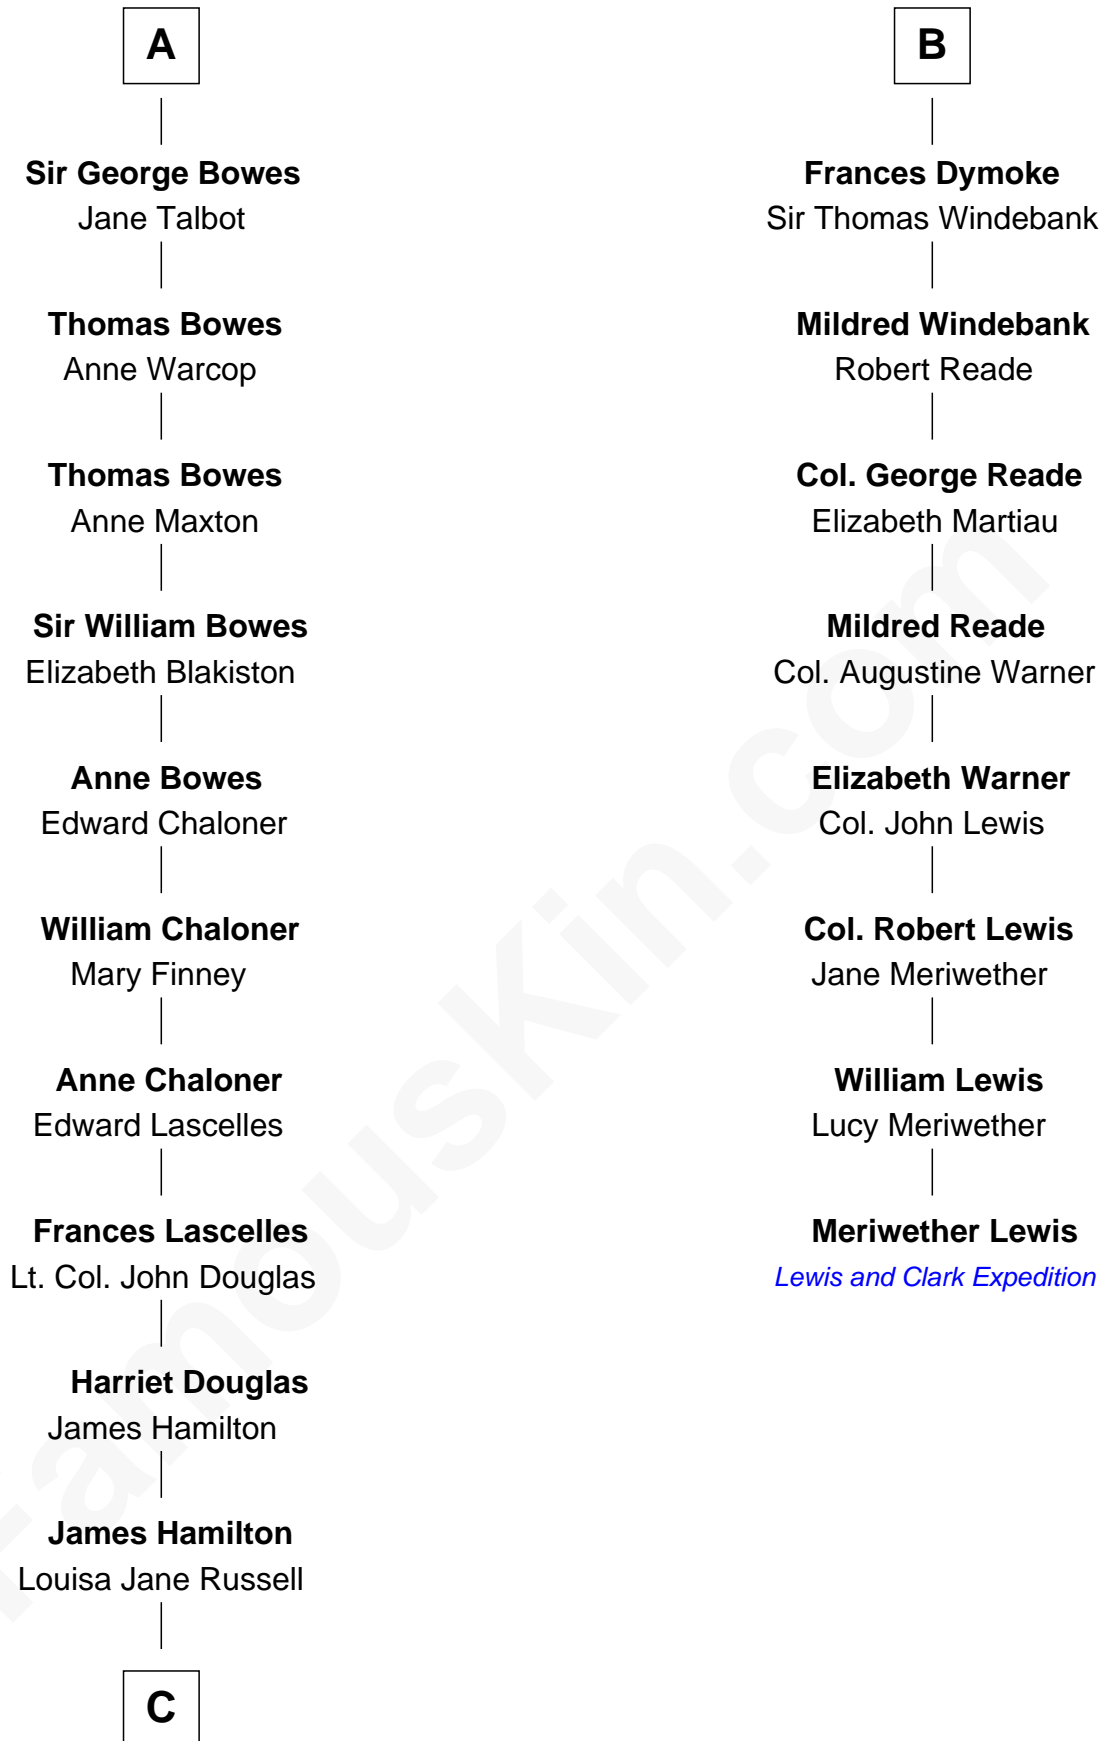 A
Sir George Bowes
Jane Talbot
Thomas Bowes
Anne Warcop
Thomas Bowes
Anne Maxton
Sir William Bowes
Elizabeth Blakiston
Anne Bowes
Edward Chaloner
William Chaloner
Mary Finney
Anne Chaloner
Edward Lascelles
Frances Lascelles
Lt. Col. John Douglas
Harriet Douglas
James Hamilton
James Hamilton
Louisa Jane Russell
C
B
Frances Dymoke
Sir Thomas Windebank
Mildred Windebank
Robert Reade
Col. George Reade
Elizabeth Martiau
Mildred Reade
Col. Augustine Warner
Elizabeth Warner
Col. John Lewis
Col. Robert Lewis
Jane Meriwether
William Lewis
Lucy Meriwether
Meriwether Lewis
Lewis and Clark Expedition
FamousKin.com